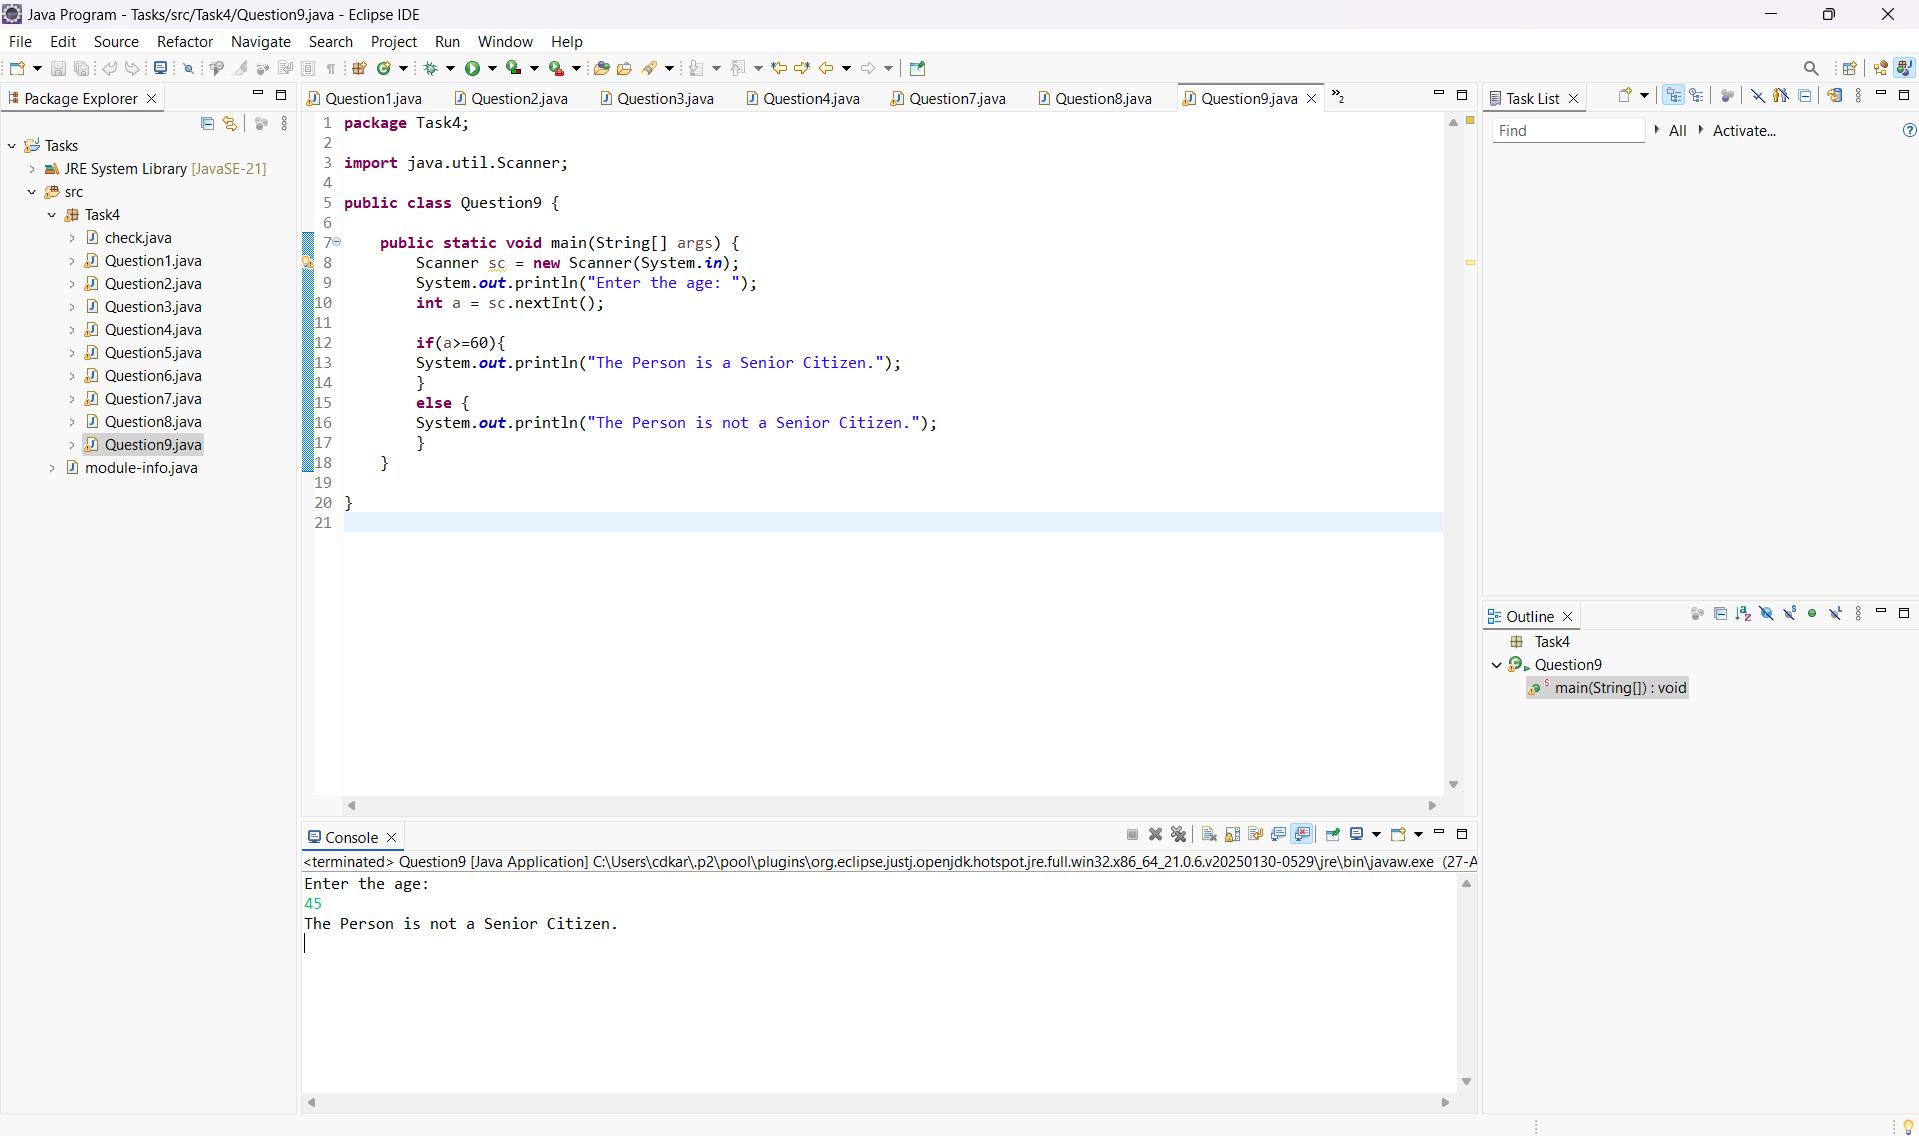 Java Program - Tasks/src/Task4/Question9.java - Eclipse IDE
File Edit Source Refactor Navigate Search Project Run Window Help
Package Explorer
Tasks
JRE System Library [JavaSE-21]
src
Task4
check.java
Question1.java
Question2.java
Question3.java
Question4.java
Question5.java
Question6.java
Question7.java
Question8.java
Question9.java
module-info.java
Question1.java Question2.java Question3.java Question4.java Question7.java Question8.java Question9.java »2
1 package Task4;
2
3 import java.util.Scanner;
4
5 public class Question9 {
6
7 public static void main(String[] args) {
8 Scanner sc = new Scanner(System.in);
9 System.out.println("Enter the age: ");
10 int a = sc.nextInt();
11
12 if(a>=60){
13 System.out.println("The Person is a Senior Citizen.");
14 }
15 else {
16 System.out.println("The Person is not a Senior Citizen.");
17 }
18 }
19
20 }
21
Console
<terminated> Question9 [Java Application] C:\Users\cdkar\.p2\pool\plugins\org.eclipse.justj.openjdk.hotspot.jre.full.win32.x86_64_21.0.6.v20250130-0529\jre\bin\javaw.exe (27-A
Enter the age:
45
The Person is not a Senior Citizen.
Task List
Find All Activate...
Outline
Task4
Question9
main(String[]) : void